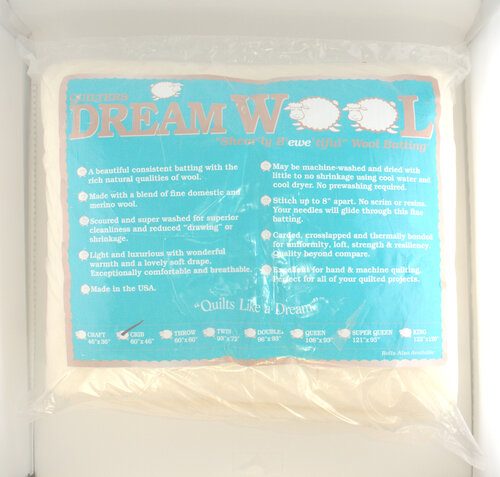 QUILTERS
DREAM WOOL
"Shear ly B ewe tiful" Wool Batting
A beautiful consistent batting with the
rich natural qualities of wool.
Made with a blend of fine domestic and
merino wool.
Scoured and super washed for superior
cleanliness and reduced "drawing" or
shrinkage.
Light and luxurious with wonderful
warmth and a lovely soft drape.
Exceptionally comfortable and breathable.
Made in the USA.
May be machine-washed and dried with
little to no shrinkage using cool water and
cool dryer. No prewashing required.
Stitch up to 8" apart. No scrim or resins.
Your needles will glide through this fine
batting.
Carded, crosslapped and thermally bonded
for uniformity, loft, strength & resiliency.
Quality beyond compare.
Excellent for hand & machine quilting.
Perfect for all of your quilted projects.
"Quilts Like a Dream"
CRAFT CRIB THROW TWIN DOUBLE QUEEN SUPER QUEEN KING
46"x36" 60"x46" 60"x60" 93"x72" 96"x93" 108"x93" 121"x93"
Rolls Also Available